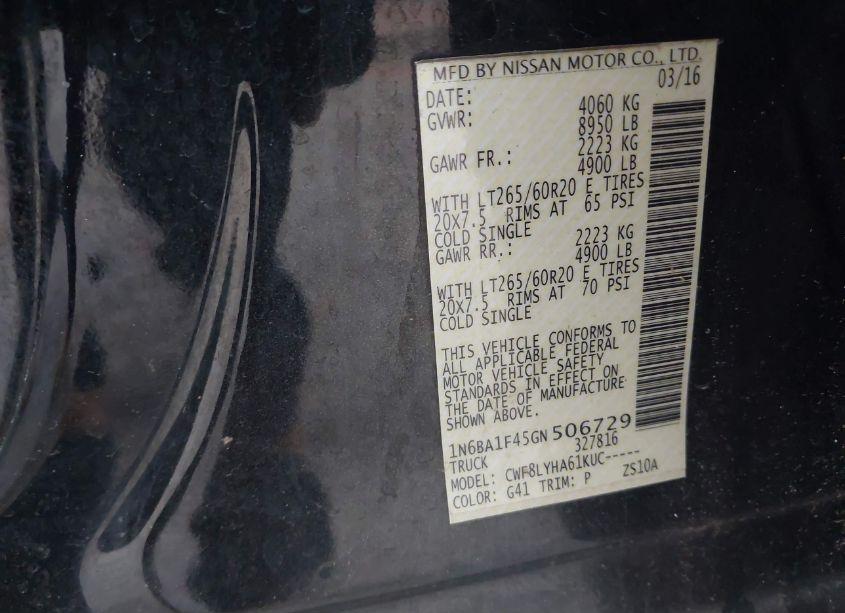 MFD BY NISSAN MOTOR CO., LTD.
DATE: 03/16
GVWR: 4060 KG
8950 LB
GAWR FR.: 2223 KG
4900 LB
WITH LT265/60R20 E TIRES
20X7.5 RIMS AT 65 PSI
COLD SINGLE
GAWR RR.: 2223 KG
4900 LB
WITH LT265/60R20 E TIRES
20X7.5 RIMS AT 70 PSI
COLD SINGLE
THIS VEHICLE CONFORMS TO
ALL APPLICABLE FEDERAL
MOTOR VEHICLE SAFETY
STANDARDS IN EFFECT ON
THE DATE OF MANUFACTURE
SHOWN ABOVE.
1N6BA1F45GN506729
TRUCK 327816
MODEL: CWF8LYHA61KUC-----
COLOR: G41 TRIM: P ZS10A